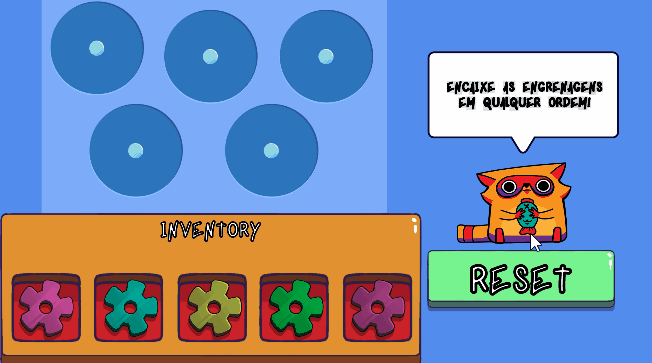 ENCAIXE AS ENGRENAGENS
EM QUALQUER ORDEM!
INVENTORY
RESET